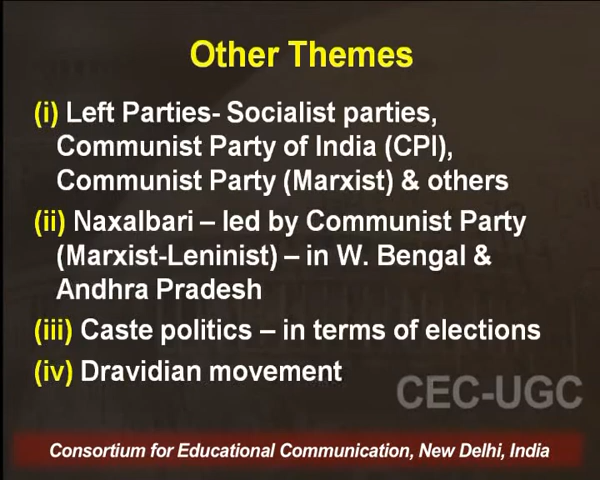 Other Themes
(i) Left Parties- Socialist parties,
Communist Party of India (CPI),
Communist Party (Marxist) & others
(ii) Naxalbari – led by Communist Party
(Marxist-Leninist) – in W. Bengal &
Andhra Pradesh
(iii) Caste politics – in terms of elections
(iv) Dravidian movement
CEC-UGC
Consortium for Educational Communication, New Delhi, India